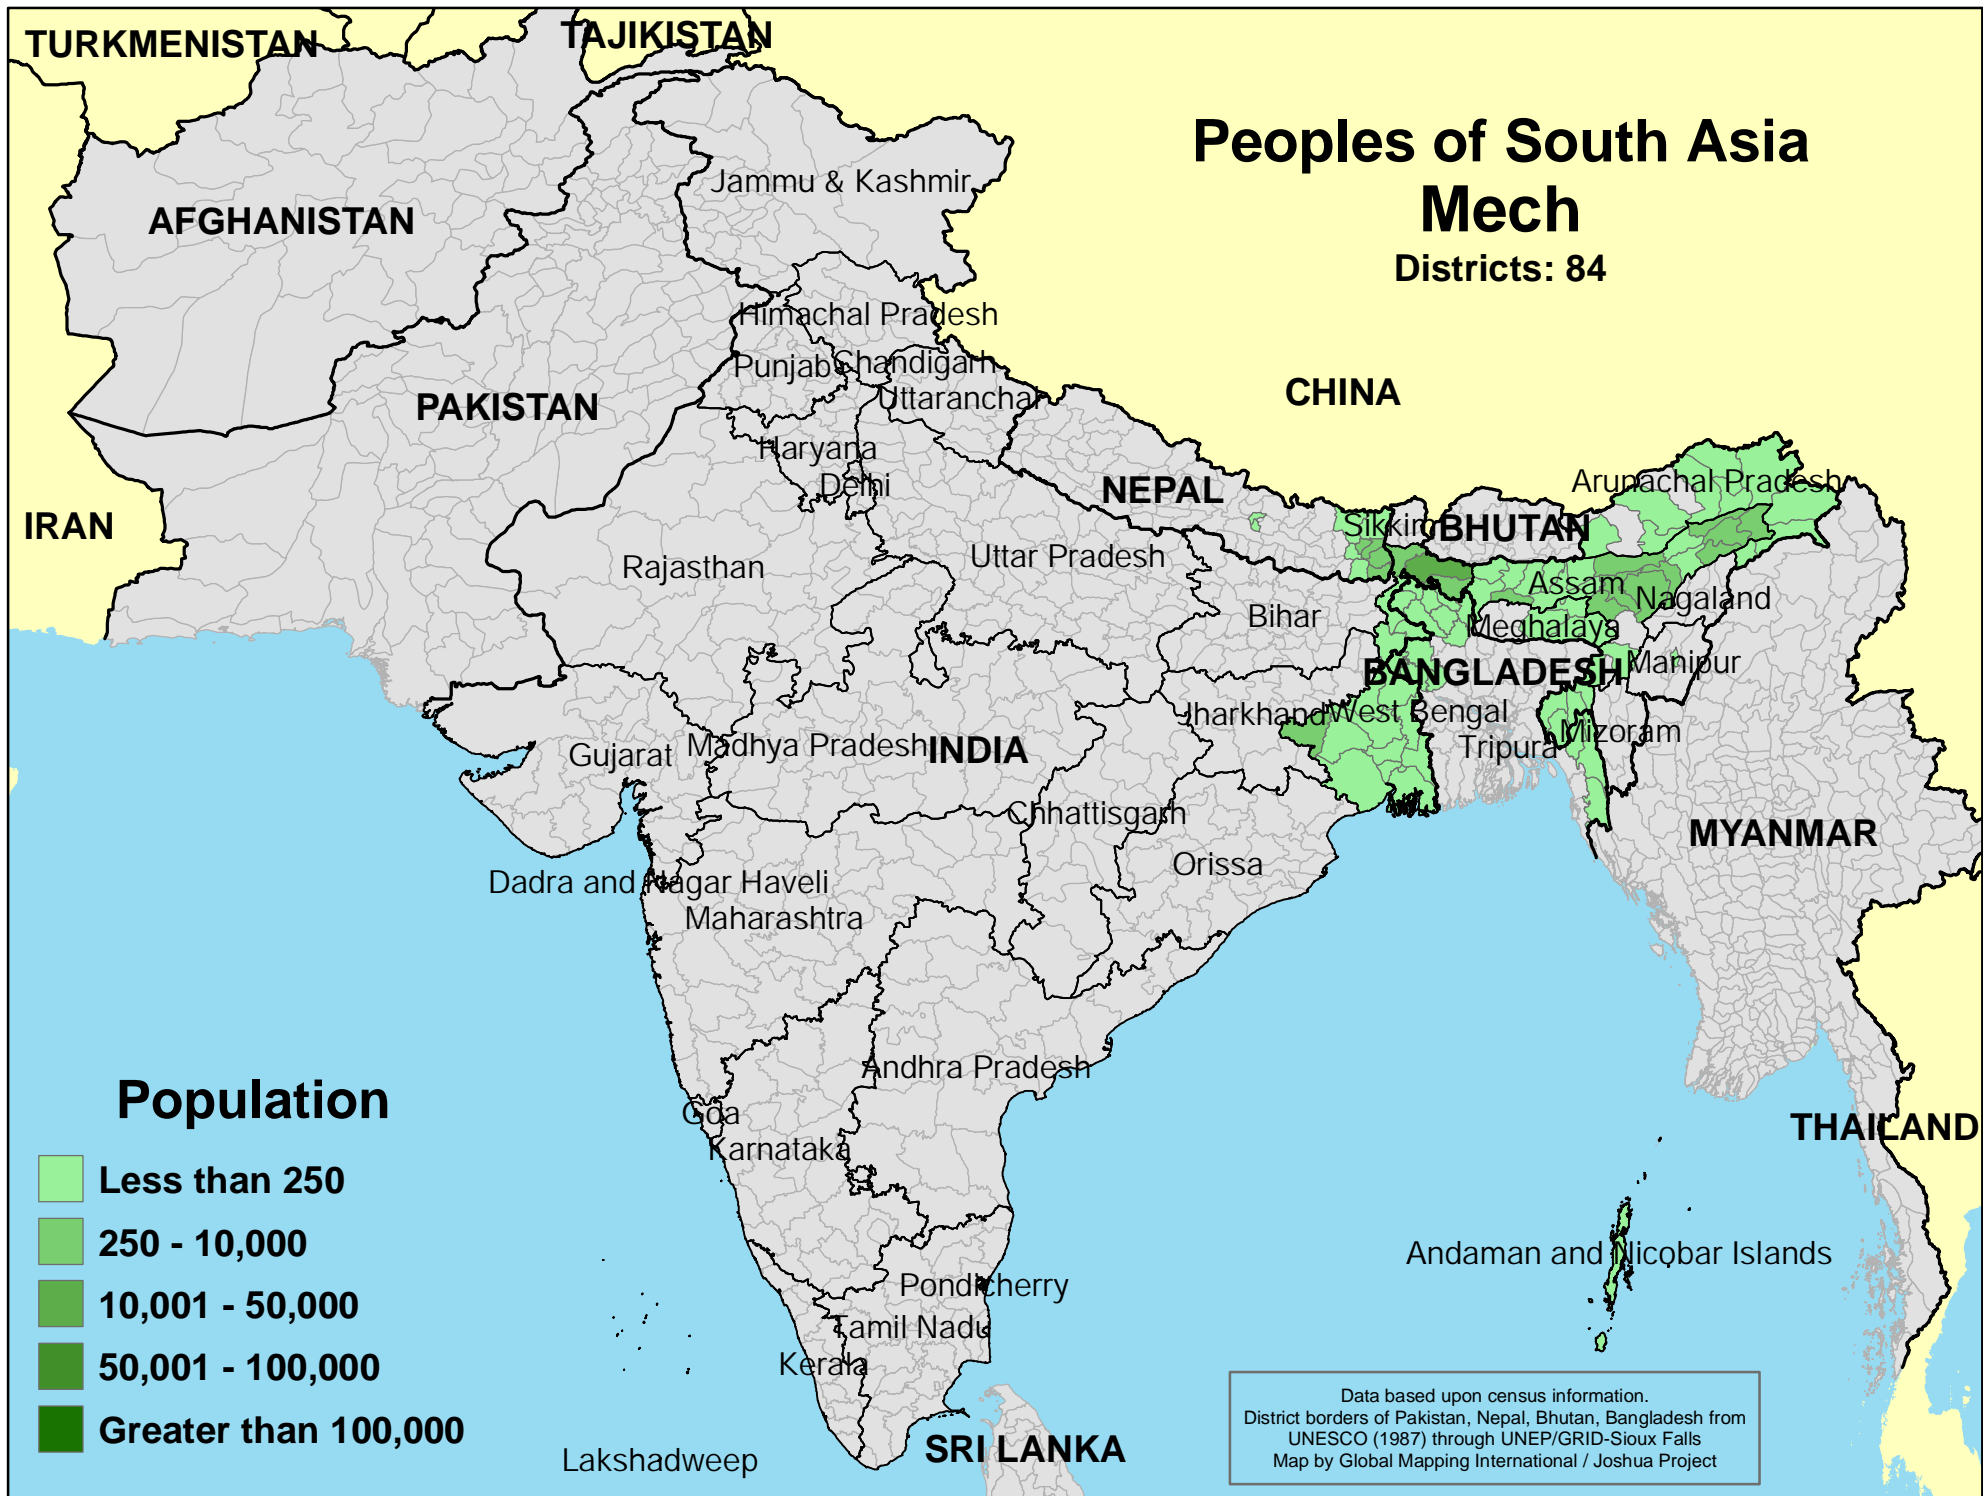 TURKMENISTAN
TAJIKISTAN
Peoples of South Asia
Mech
Districts: 84
Jammu & Kashmir
AFGHANISTAN
Himachal Pradesh
Punjab
Chandigarh
Uttaranchal
CHINA
PAKISTAN
Haryana
Delhi
NEPAL
Arunachal Pradesh
IRAN
Sikkim
BHUTAN
Rajasthan
Uttar Pradesh
Assam
Nagaland
Bihar
Meghalaya
BANGLADESH
Manipur
Jharkhand
West Bengal
Gujarat
Madhya Pradesh
INDIA
Tripura
Mizoram
Chhattisgarh
MYANMAR
Orissa
Dadra and Nagar Haveli
Maharashtra
Andhra Pradesh
Population
Goa
Karnataka
THAILAND
Less than 250
250 - 10,000
10,001 - 50,000
50,001 - 100,000
Greater than 100,000
Andaman and Nicobar Islands
Pondicherry
Tamil Nadu
Kerala
Lakshadweep
SRI LANKA
Data based upon census information.
District borders of Pakistan, Nepal, Bhutan, Bangladesh from
UNESCO (1987) through UNEP/GRID-Sioux Falls
Map by Global Mapping International / Joshua Project